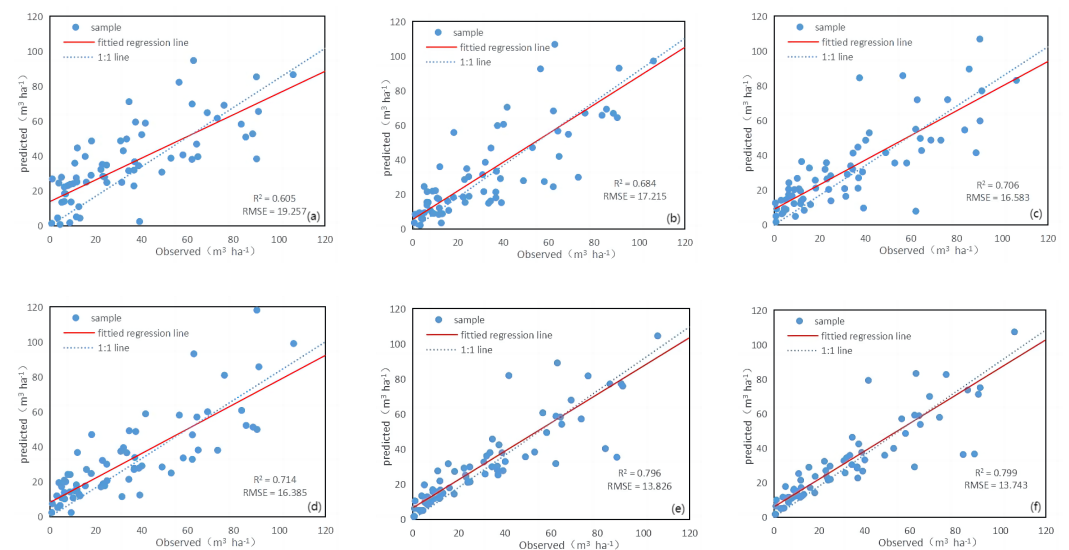 120
100
80
60
40
20
0
predicted（m³ ha⁻¹）
sample
fittied regression line
1:1 line
R² = 0.605
RMSE = 19.257
(a)
0 20 40 60 80 100 120
Observed（m³ ha⁻¹）
120
100
80
60
40
20
0
predicted（m³ ha⁻¹）
sample
fittied regression line
1:1 line
R² = 0.684
RMSE = 17.215
(b)
0 20 40 60 80 100 120
Observed（m³ ha⁻¹）
120
100
80
60
40
20
0
predicted（m³ ha⁻¹）
sample
fittied regression line
1:1 line
R² = 0.706
RMSE = 16.583
(c)
0 20 40 60 80 100 120
Observed（m³ ha⁻¹）
120
100
80
60
40
20
0
predicted（m³ ha⁻¹）
sample
fittied regression line
1:1 line
R² = 0.714
RMSE = 16.385
(d)
0 20 40 60 80 100 120
Observed（m³ ha⁻¹）
120
100
80
60
40
20
0
predicted（m³ ha⁻¹）
sample
fittied regression line
1:1 line
R² = 0.796
RMSE = 13.826
(e)
0 20 40 60 80 100 120
Observed（m³ ha⁻¹）
120
100
80
60
40
20
0
predicted（m³ ha⁻¹）
sample
fittied regression line
1:1 line
R² = 0.799
RMSE = 13.743
(f)
0 20 40 60 80 100 120
Observed（m³ ha⁻¹）